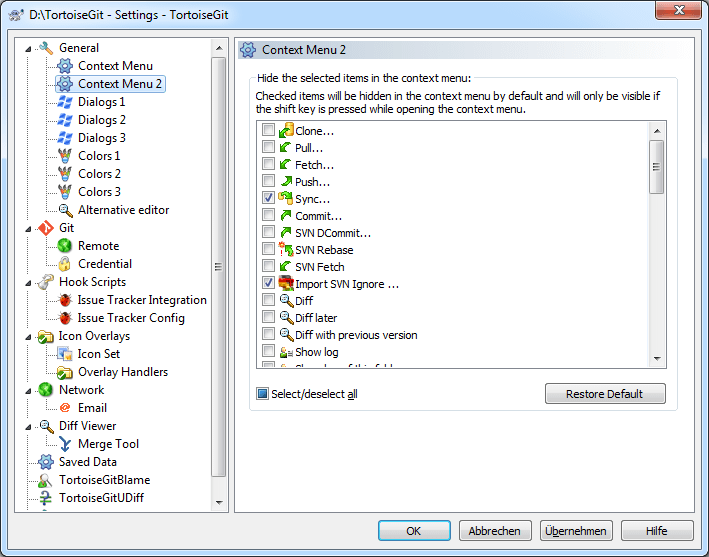 D:\TortoiseGit - Settings - TortoiseGit
General
Context Menu
Context Menu 2
Dialogs 1
Dialogs 2
Dialogs 3
Colors 1
Colors 2
Colors 3
Alternative editor
Git
Remote
Credential
Hook Scripts
Issue Tracker Integration
Issue Tracker Config
Icon Overlays
Icon Set
Overlay Handlers
Network
Email
Diff Viewer
Merge Tool
Saved Data
TortoiseGitBlame
TortoiseGitUDiff
Context Menu 2
Hide the selected items in the context menu:
Checked items will be hidden in the context menu by default and will only be visible if
the shift key is pressed while opening the context menu.
Clone...
Pull...
Fetch...
Push...
Sync...
Commit...
SVN DCommit...
SVN Rebase
SVN Fetch
Import SVN Ignore ...
Diff
Diff later
Diff with previous version
Show log
Select/deselect all
Restore Default
OK
Abbrechen
Übernehmen
Hilfe